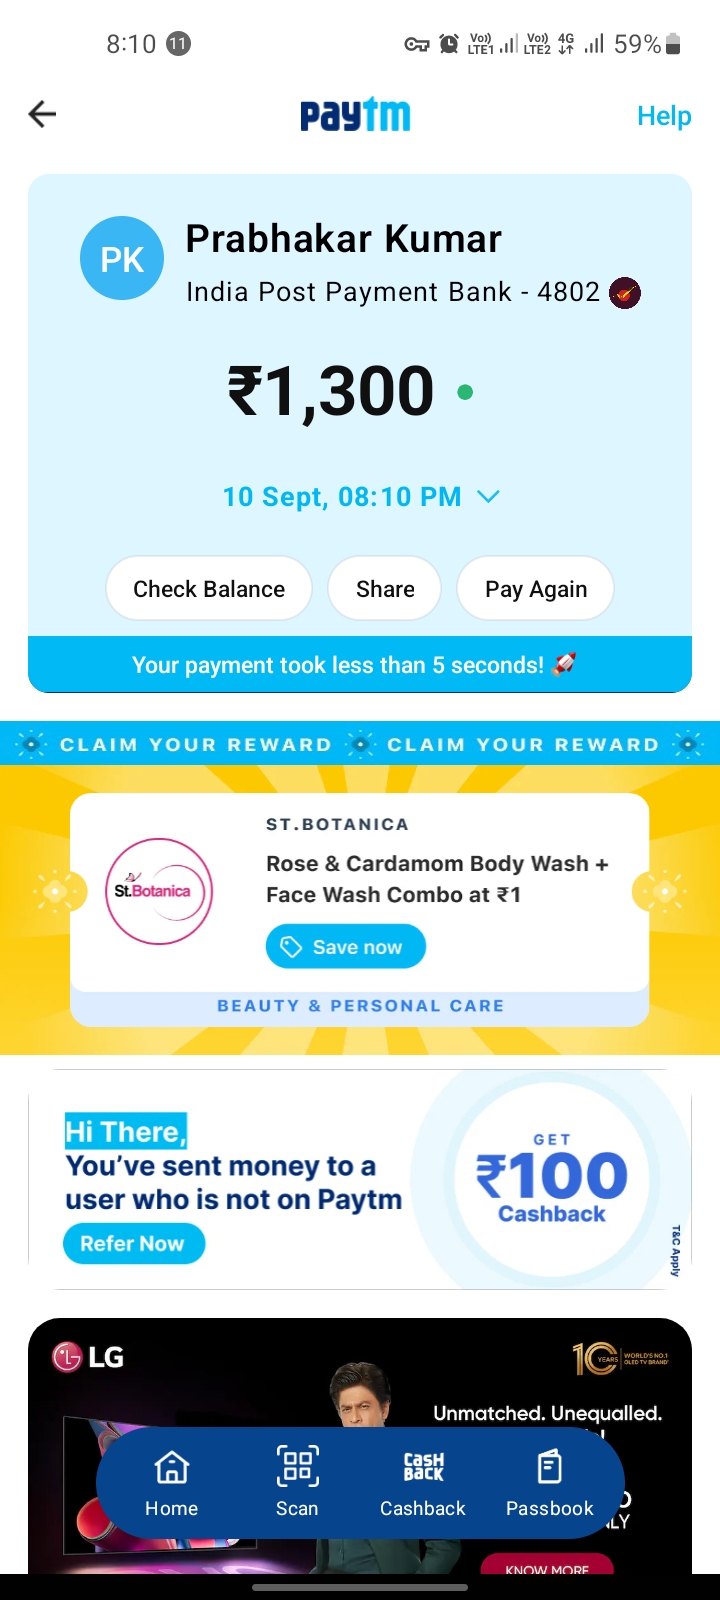 8:10 11 Vo)) LTE1 Vo)) LTE2 4G 59%
paytm Help
PK Prabhakar Kumar
India Post Payment Bank - 4802
₹1,300
10 Sept, 08:10 PM
Check Balance Share Pay Again
Your payment took less than 5 seconds!
CLAIM YOUR REWARD CLAIM YOUR REWARD
ST.BOTANICA
St.Botanica
Rose & Cardamom Body Wash +
Face Wash Combo at ₹1
Save now
BEAUTY & PERSONAL CARE
Hi There,
You've sent money to a
user who is not on Paytm
Refer Now
GET
₹100
Cashback
T&C Apply
LG
10 YEARS WORLD'S NO.1
OLED TV BRAND*
Unmatched. Unequalled.
CASH
BACK
Home Scan Cashback Passbook
KNOW MORE